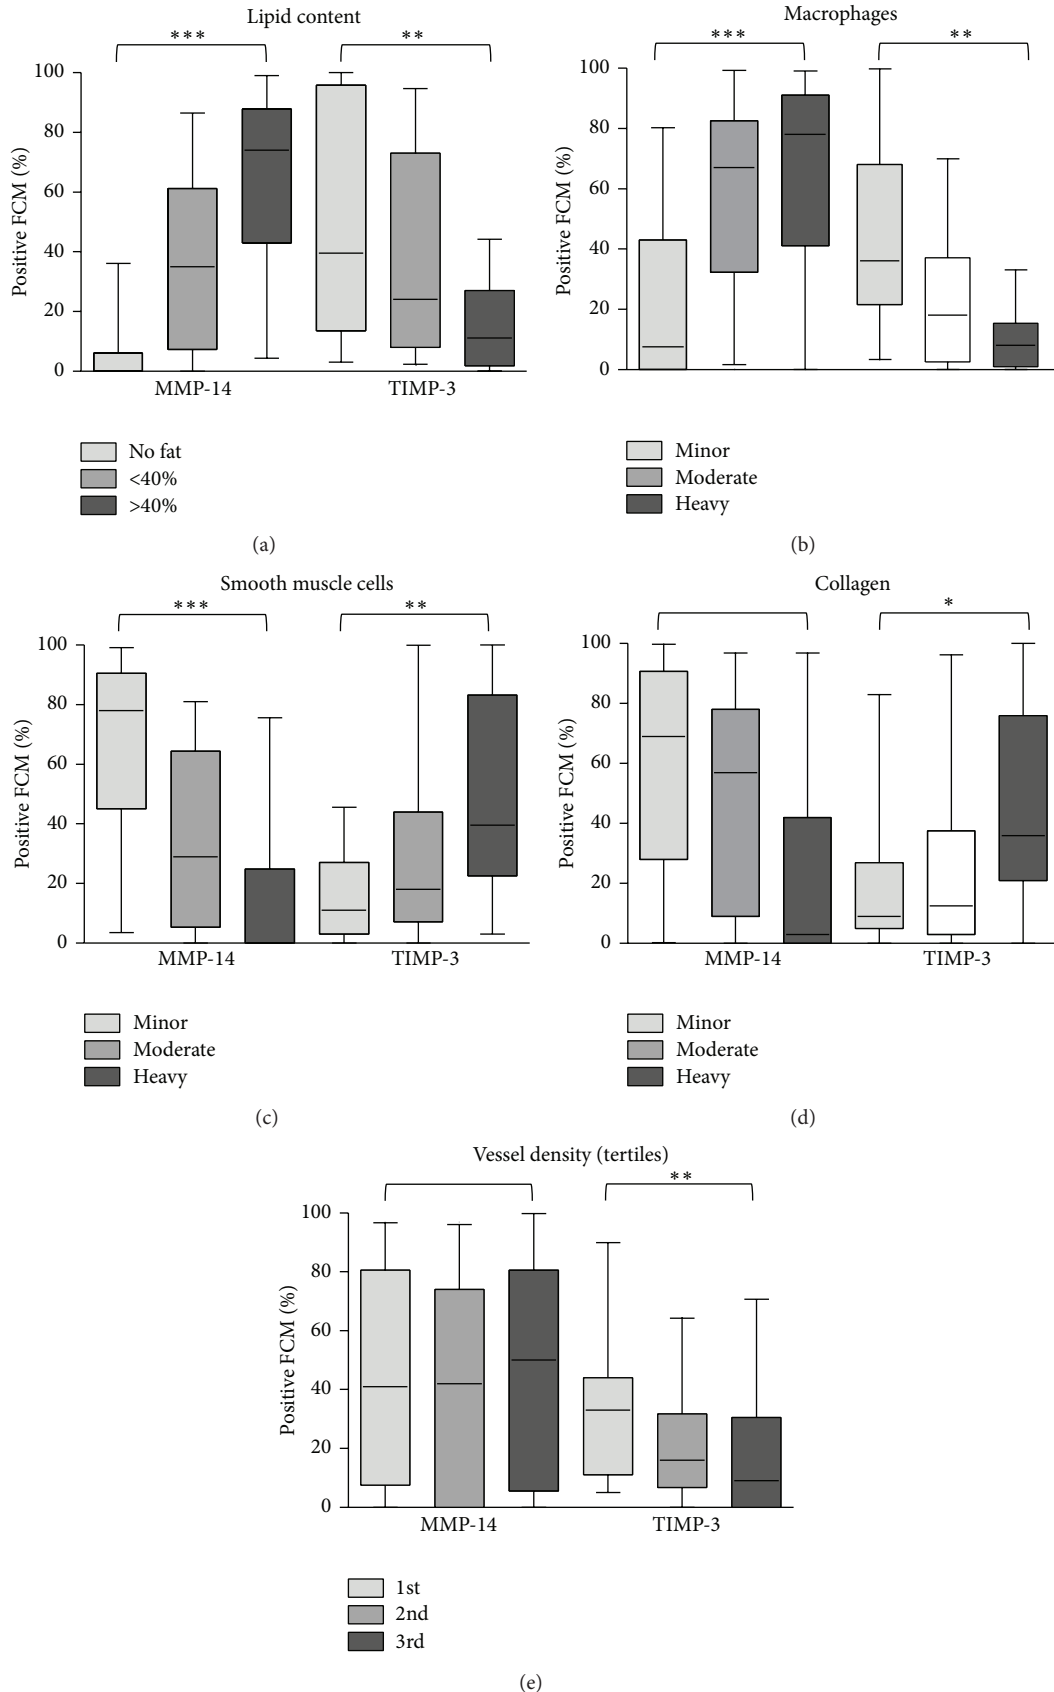 Lipid content
***
**
Positive FCM (%)
100
80
60
40
20
0
MMP-14
TIMP-3
No fat
<40%
>40%
(a)
Macrophages
***
**
Positive FCM (%)
100
80
60
40
20
0
Minor
Moderate
Heavy
(b)
Smooth muscle cells
***
**
Positive FCM (%)
100
80
60
40
20
0
MMP-14
TIMP-3
Minor
Moderate
Heavy
(c)
Collagen
*
Positive FCM (%)
100
80
60
40
20
0
MMP-14
TIMP-3
Minor
Moderate
Heavy
(d)
Vessel density (tertiles)
**
Positive FCM (%)
100
80
60
40
20
0
MMP-14
TIMP-3
1st
2nd
3rd
(e)